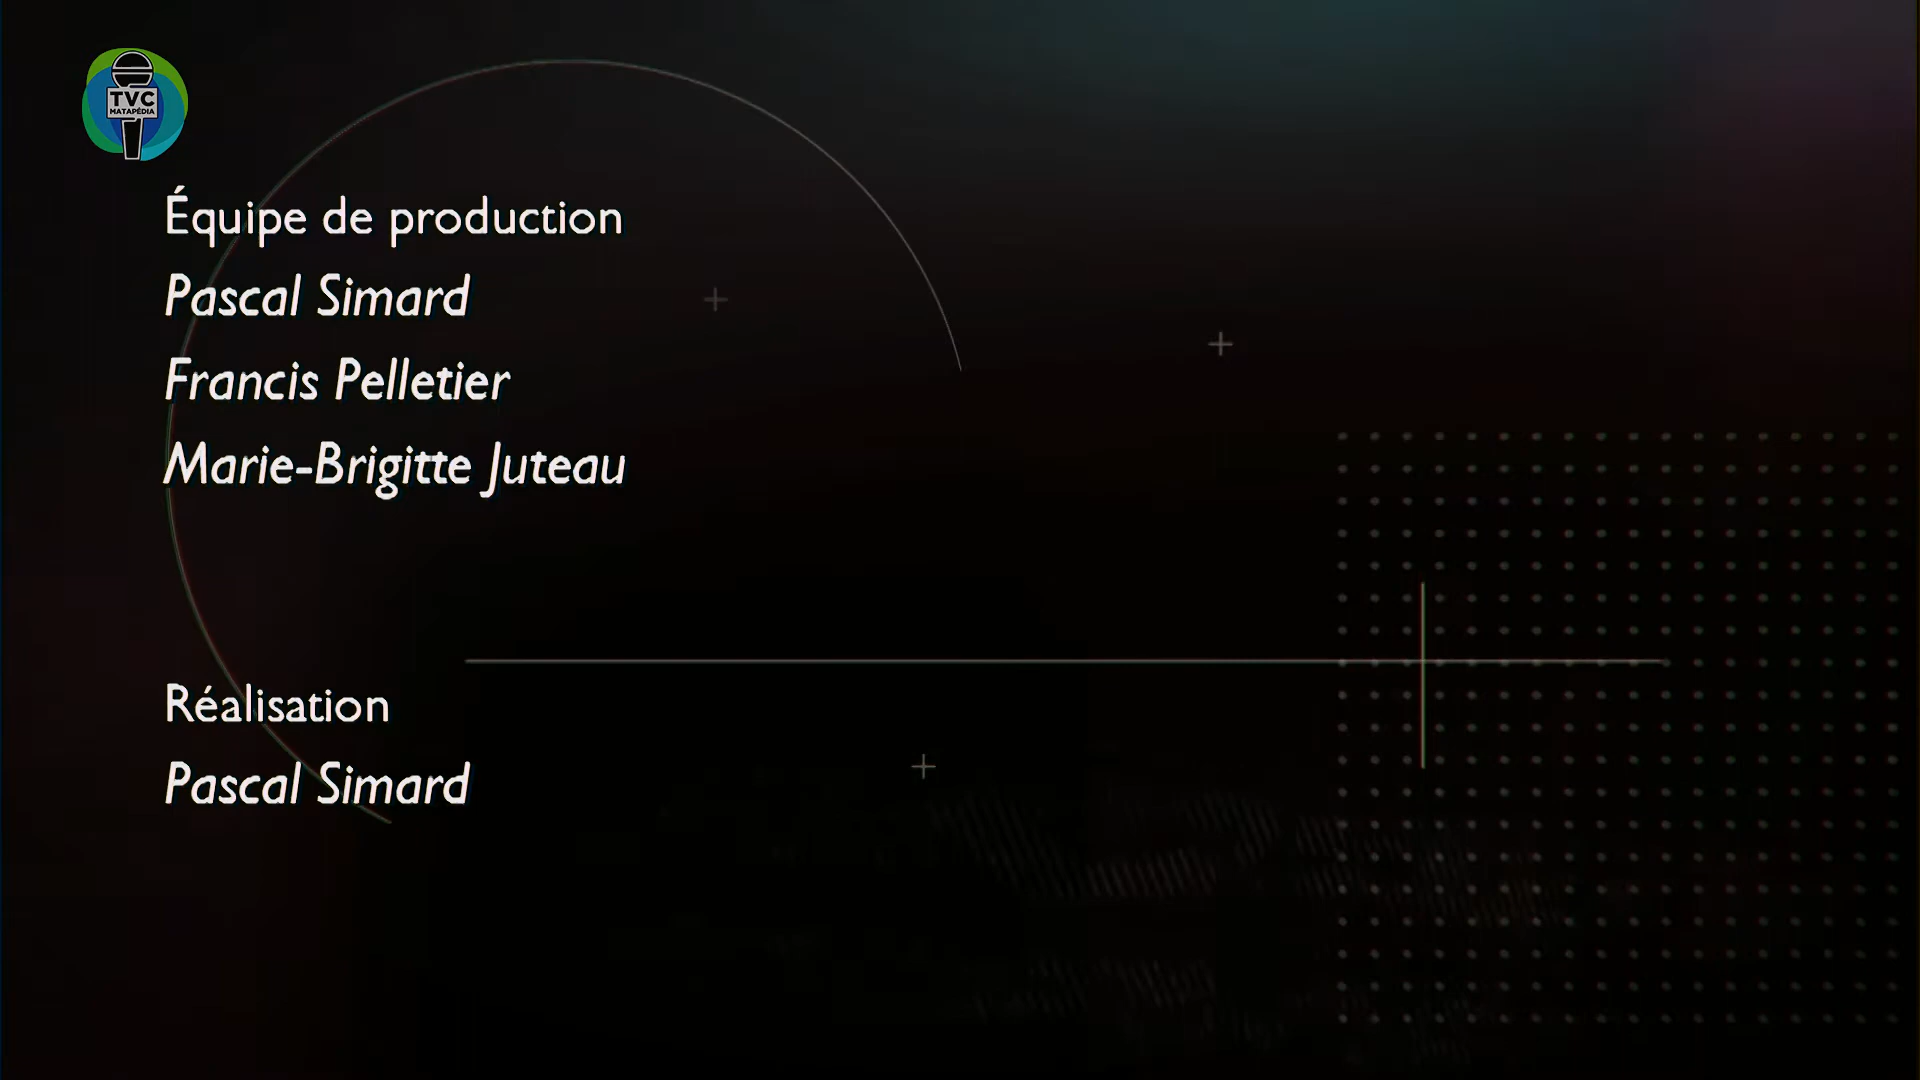 TVC
MATAPÉDIA
Équipe de production
Pascal Simard
Francis Pelletier
Marie-Brigitte Juteau
Réalisation
Pascal Simard